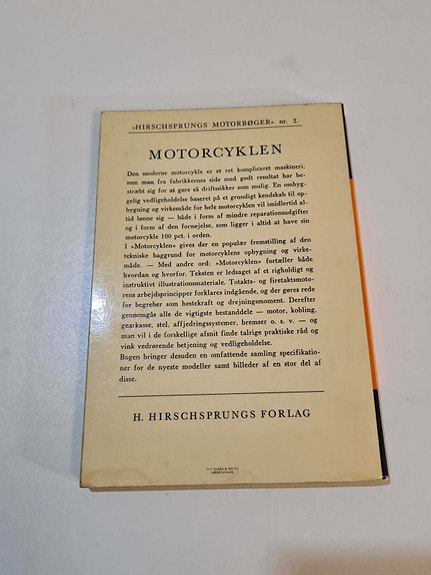 »HIRSCHSPRUNGS MOTORBØGER« nr. 2.
MOTORCYKLEN
Den moderne motorcykle er et ret kompliceret maskineri,
som man fra fabrikkernes side med godt resultat har be-
stræbt sig for at gøre så driftssikker som mulig. En omhyg-
gelig vedligeholdelse baseret på et grundigt kendskab til op-
bygning og virkemåde for hele motorcyklen vil imidlertid al-
tid lønne sig — både i form af mindre reparationsudgifter
og i form af den fornøjelse, som ligger i altid at have sin
motorcykle 100 pct. i orden.
I »Motorcyklen« gives der en populær fremstilling af den
tekniske baggrund for motorcyklens opbygning og virke-
måde. — Med andre ord: »Motorcyklen« fortæller både
hvordan og hvorfor. Teksten er ledsaget af et righoldigt og
instruktivt illustrationsmateriale. Totakts- og firetaktsmoto-
rens arbejdsprincipper forklares indgående, og der gøres rede
for begreber som hestekraft og drejningsmoment. Derefter
gennemgås alle de vigtigste bestanddele — motor, kobling,
gearkasse, stel, affjedringssystemer, bremser o. s. v. — og
man vil i de forskellige afsnit finde talrige praktiske råd og
vink vedrørende betjening og vedligeholdelse.
Bogen bringer desuden en omfattende samling specifikatio-
ner for de nyeste modeller samt billeder af en stor del af
disse.
H. HIRSCHSPRUNGS FORLAG